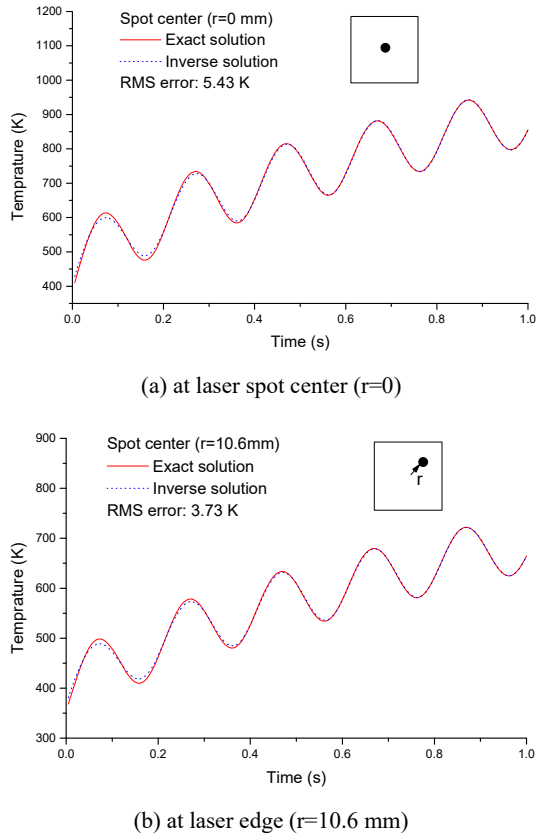 1200
1100
1000
900
800
700
600
500
400
Temprature (K)
Spot center (r=0 mm)
Exact solution
Inverse solution
RMS error: 5.43 K
0.0 0.2 0.4 0.6 0.8 1.0
Time (s)
(a) at laser spot center (r=0)
900
800
700
600
500
400
300
Temprature (K)
Spot center (r=10.6mm)
Exact solution
Inverse solution
RMS error: 3.73 K
r
0.0 0.2 0.4 0.6 0.8 1.0
Time (s)
(b) at laser edge (r=10.6 mm)